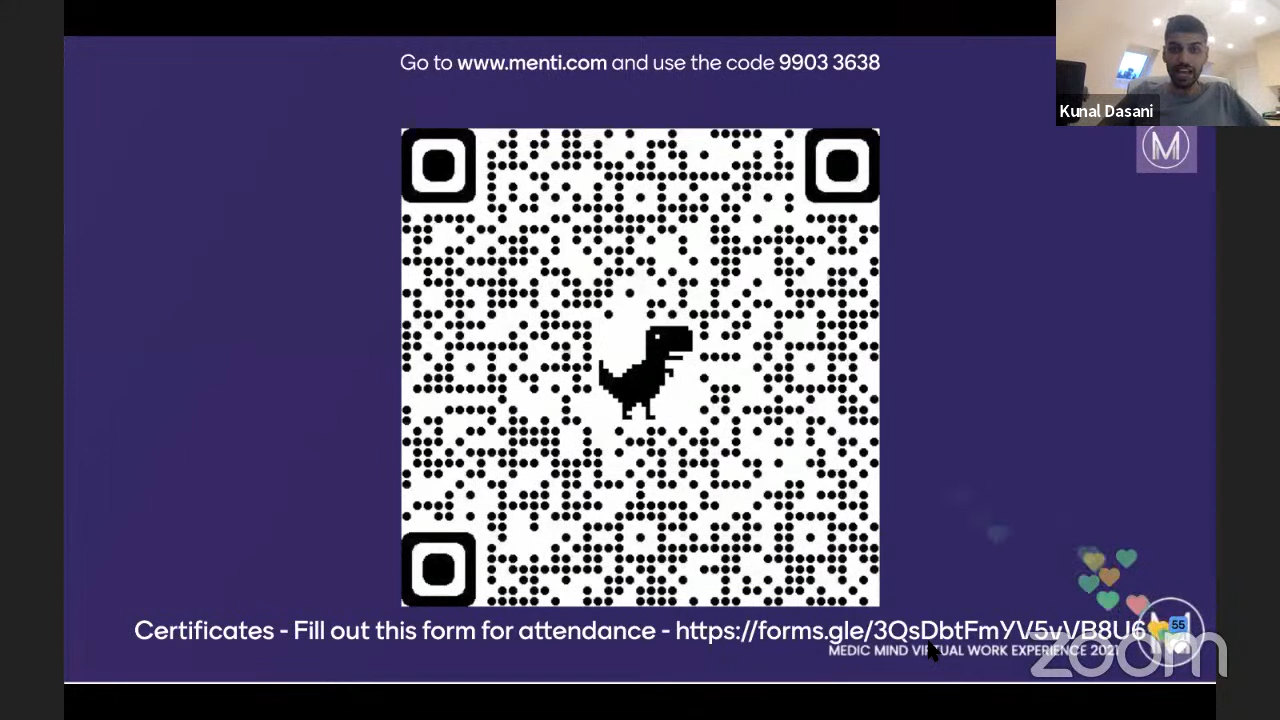 Go to www.menti.com and use the code 9903 3638
Kunal Dasani
M
Certificates - Fill out this form for attendance - https://forms.gle/3QsDbtFmYV5vVB8U6
55
MEDIC MIND VIRTUAL WORK EXPERIENCE 2021
zoom